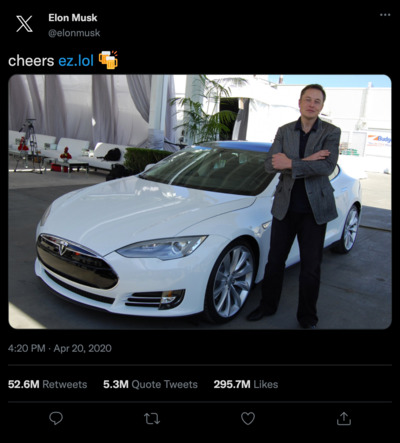 Elon Musk
@elonmusk
cheers ez.lol 🍻
4:20 PM · Apr 20, 2020
52.6M Retweets 5.3M Quote Tweets 295.7M Likes